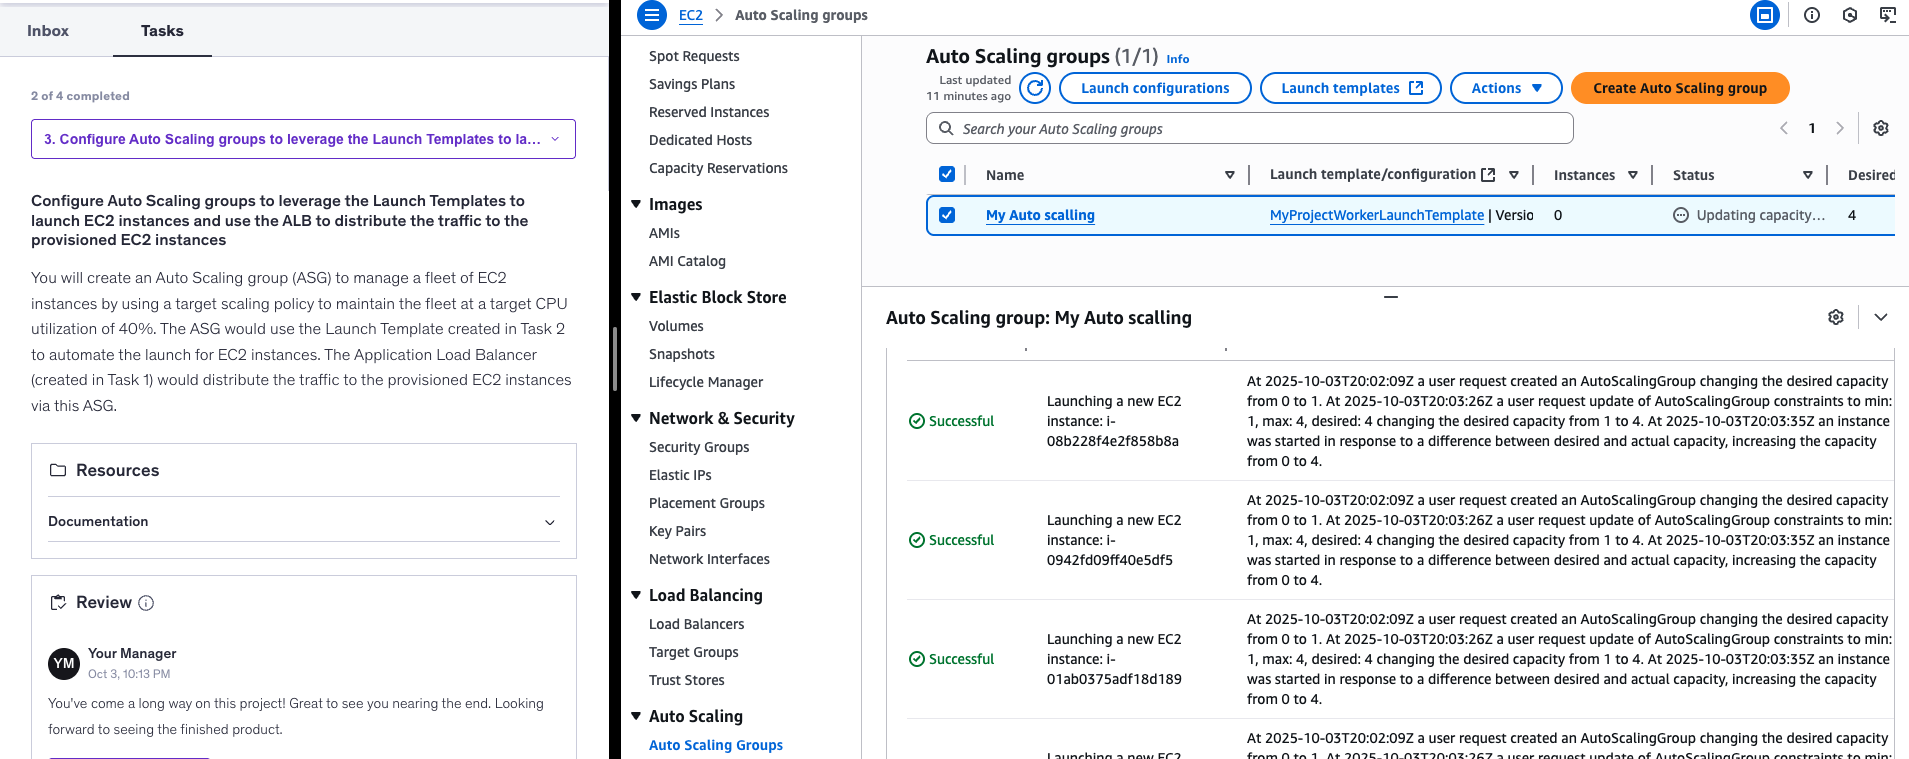 Inbox
Tasks
2 of 4 completed
3. Configure Auto Scaling groups to leverage the Launch Templates to la...
Configure Auto Scaling groups to leverage the Launch Templates to
launch EC2 instances and use the ALB to distribute the traffic to the
provisioned EC2 instances
You will create an Auto Scaling group (ASG) to manage a fleet of EC2
instances by using a target scaling policy to maintain the fleet at a target CPU
utilization of 40%. The ASG would use the Launch Template created in Task 2
to automate the launch for EC2 instances. The Application Load Balancer
(created in Task 1) would distribute the traffic to the provisioned EC2 instances
via this ASG.
Resources
Documentation
Review
YM
Your Manager
Oct 3, 10:13 PM
You've come a long way on this project! Great to see you nearing the end. Looking
forward to seeing the finished product.
EC2
Auto Scaling groups
Spot Requests
Savings Plans
Reserved Instances
Dedicated Hosts
Capacity Reservations
Images
AMIs
AMI Catalog
Elastic Block Store
Volumes
Snapshots
Lifecycle Manager
Network & Security
Security Groups
Elastic IPs
Placement Groups
Key Pairs
Network Interfaces
Load Balancing
Load Balancers
Target Groups
Trust Stores
Auto Scaling
Auto Scaling Groups
Auto Scaling groups (1/1) Info
Last updated
11 minutes ago
Launch configurations
Launch templates
Actions
Create Auto Scaling group
Search your Auto Scaling groups
1
Name
Launch template/configuration
Instances
Status
Desired
My Auto scalling
MyProjectWorkerLaunchTemplate | Versio
0
Updating capacity...
4
Auto Scaling group: My Auto scalling
Successful
Launching a new EC2
instance: i-
08b228f4e2f858b8a
At 2025-10-03T20:02:09Z a user request created an AutoScalingGroup changing the desired capacity
from 0 to 1. At 2025-10-03T20:03:26Z a user request update of AutoScalingGroup constraints to min:
1, max: 4, desired: 4 changing the desired capacity from 1 to 4. At 2025-10-03T20:03:35Z an instance
was started in response to a difference between desired and actual capacity, increasing the capacity
from 0 to 4.
Successful
Launching a new EC2
instance: i-
0942fd09ff40e5df5
At 2025-10-03T20:02:09Z a user request created an AutoScalingGroup changing the desired capacity
from 0 to 1. At 2025-10-03T20:03:26Z a user request update of AutoScalingGroup constraints to min:
1, max: 4, desired: 4 changing the desired capacity from 1 to 4. At 2025-10-03T20:03:35Z an instance
was started in response to a difference between desired and actual capacity, increasing the capacity
from 0 to 4.
Successful
Launching a new EC2
instance: i-
01ab0375adf18d189
At 2025-10-03T20:02:09Z a user request created an AutoScalingGroup changing the desired capacity
from 0 to 1. At 2025-10-03T20:03:26Z a user request update of AutoScalingGroup constraints to min:
1, max: 4, desired: 4 changing the desired capacity from 1 to 4. At 2025-10-03T20:03:35Z an instance
was started in response to a difference between desired and actual capacity, increasing the capacity
from 0 to 4.
Launching a new EC2
At 2025-10-03T20:02:09Z a user request created an AutoScalingGroup changing the desired capacity
from 0 to 1. At 2025-10-03T20:03:26Z a user request update of AutoScalingGroup constraints to min: